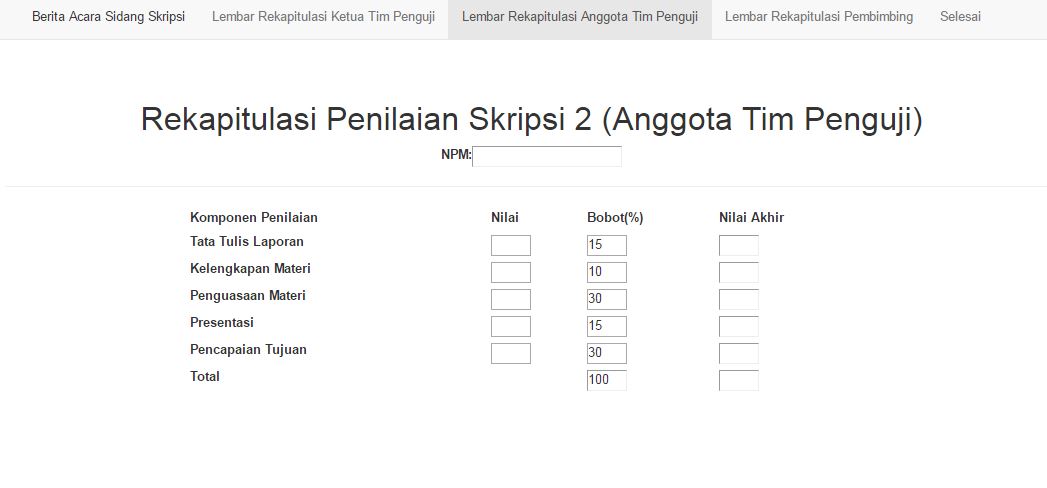 Berita Acara Sidang Skripsi Lembar Rekapitulasi Ketua Tim Penguji Lembar Rekapitulasi Anggota Tim Penguji Lembar Rekapitulasi Pembimbing Selesai
Rekapitulasi Penilaian Skripsi 2 (Anggota Tim Penguji)
NPM:
Komponen Penilaian Nilai Bobot(%) Nilai Akhir
Tata Tulis Laporan 15
Kelengkapan Materi 10
Penguasaan Materi 30
Presentasi 15
Pencapaian Tujuan 30
Total 100